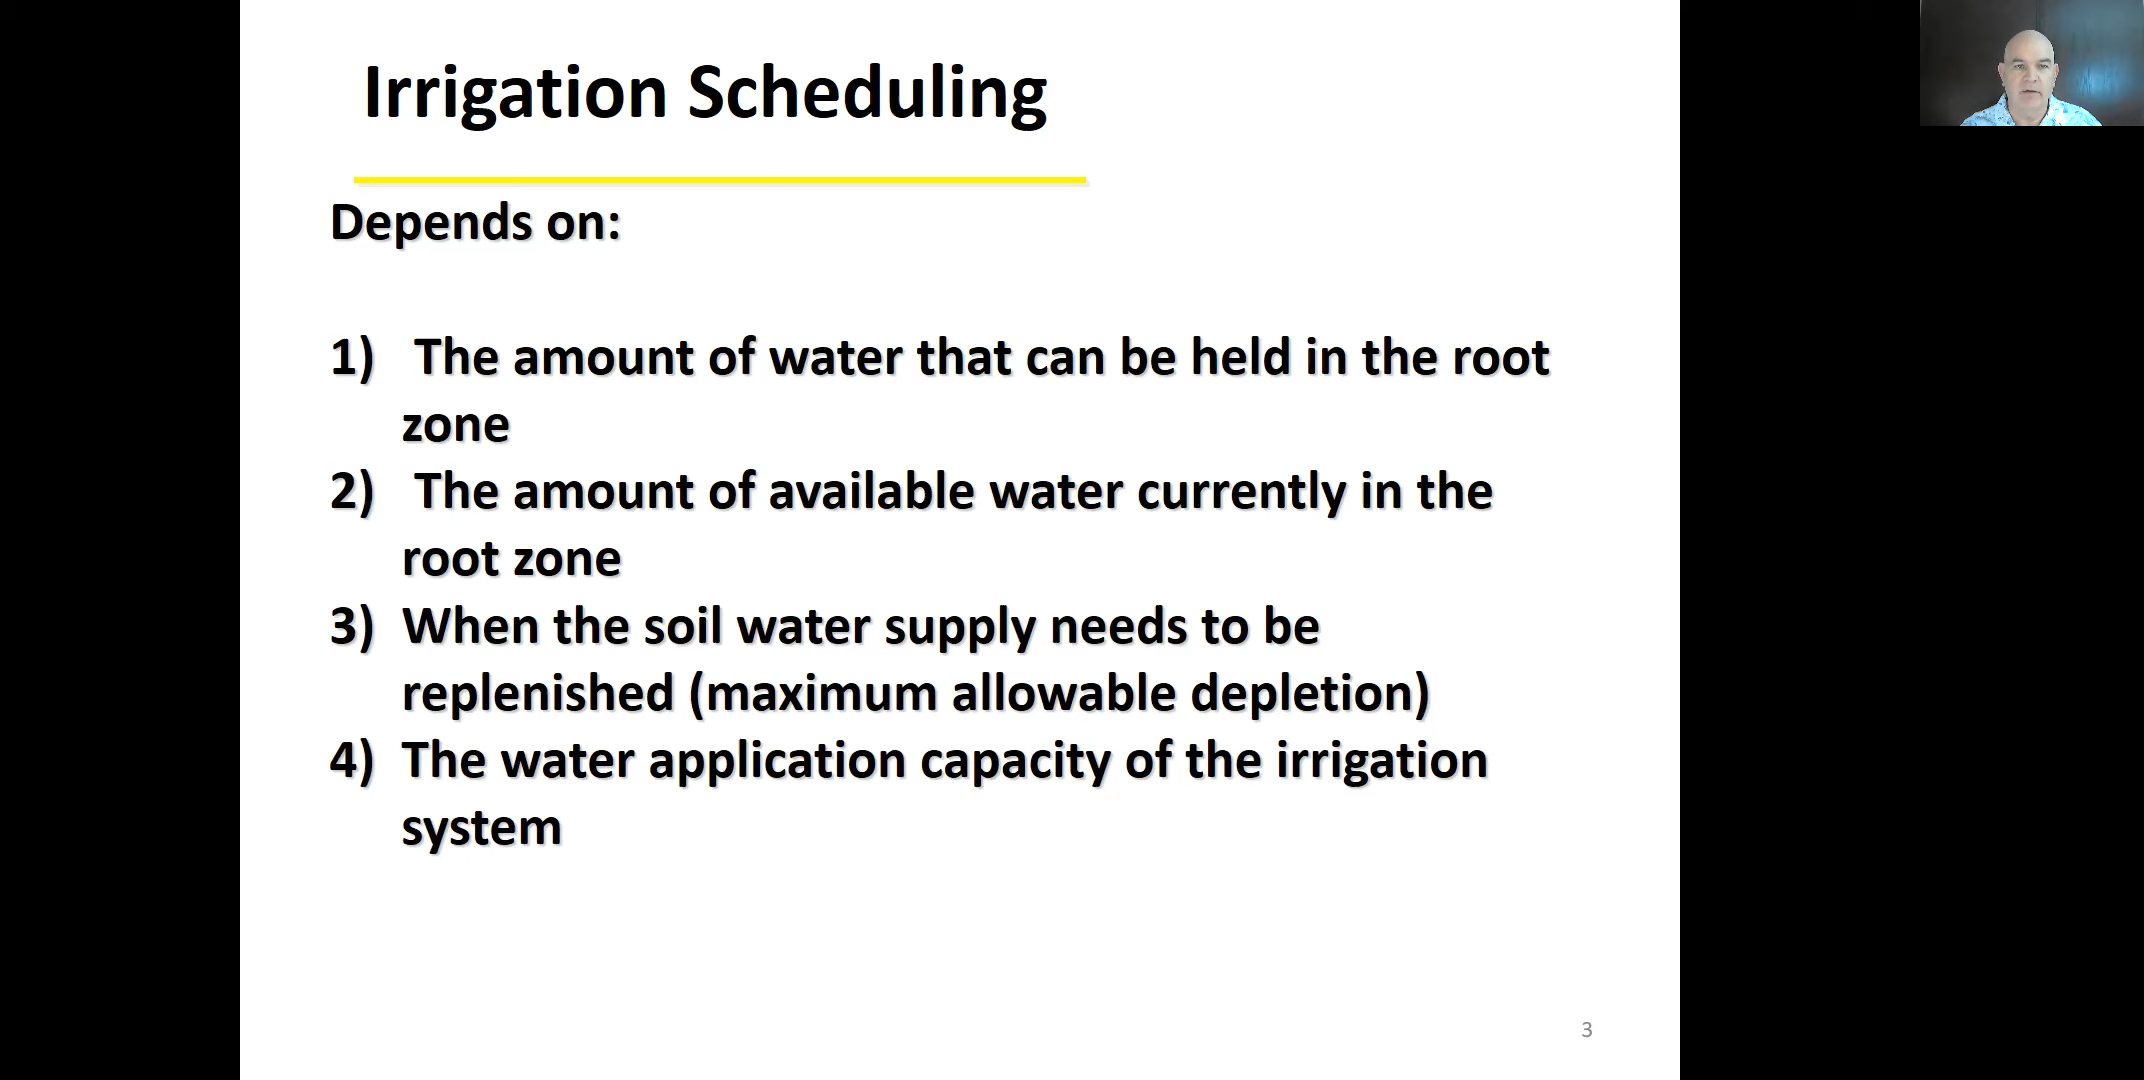 Irrigation Scheduling
Depends on:
1) The amount of water that can be held in the root
zone
2) The amount of available water currently in the
root zone
3) When the soil water supply needs to be
replenished (maximum allowable depletion)
4) The water application capacity of the irrigation
system
3